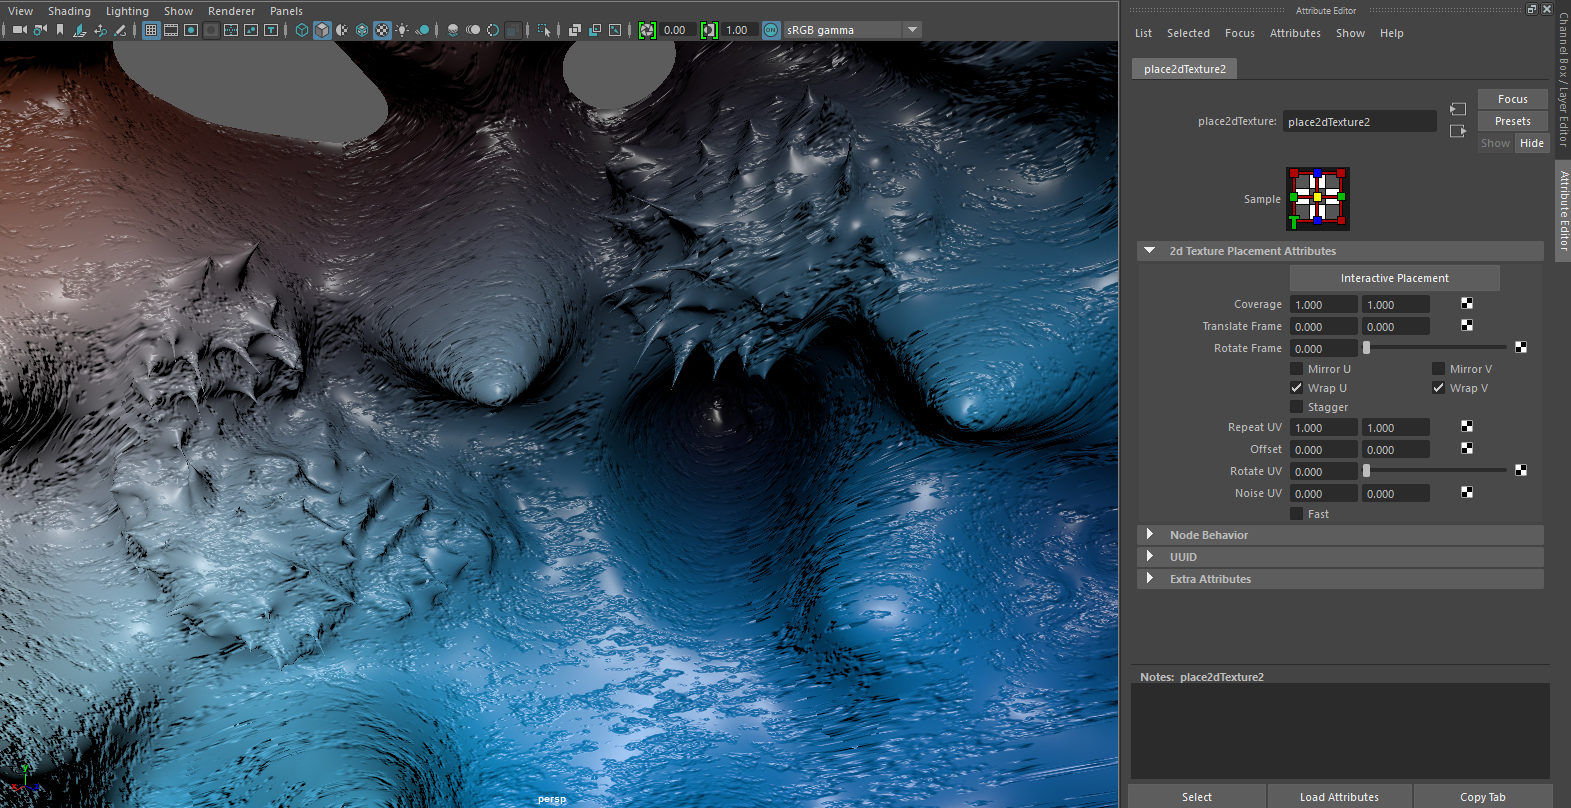 View Shading Lighting Show Renderer Panels
0.00 1.00 ON sRGB gamma
persp
Attribute Editor
List Selected Focus Attributes Show Help
place2dTexture2
Focus
place2dTexture: place2dTexture2 Presets
Show Hide
Sample
2d Texture Placement Attributes
Interactive Placement
Coverage 1.000 1.000
Translate Frame 0.000 0.000
Rotate Frame 0.000
Mirror U Mirror V
Wrap U Wrap V
Stagger
Repeat UV 1.000 1.000
Offset 0.000 0.000
Rotate UV 0.000
Noise UV 0.000 0.000
Fast
Node Behavior
UUID
Extra Attributes
Notes: place2dTexture2
Select Load Attributes Copy Tab
Channel Box / Layer Editor
Attribute Editor